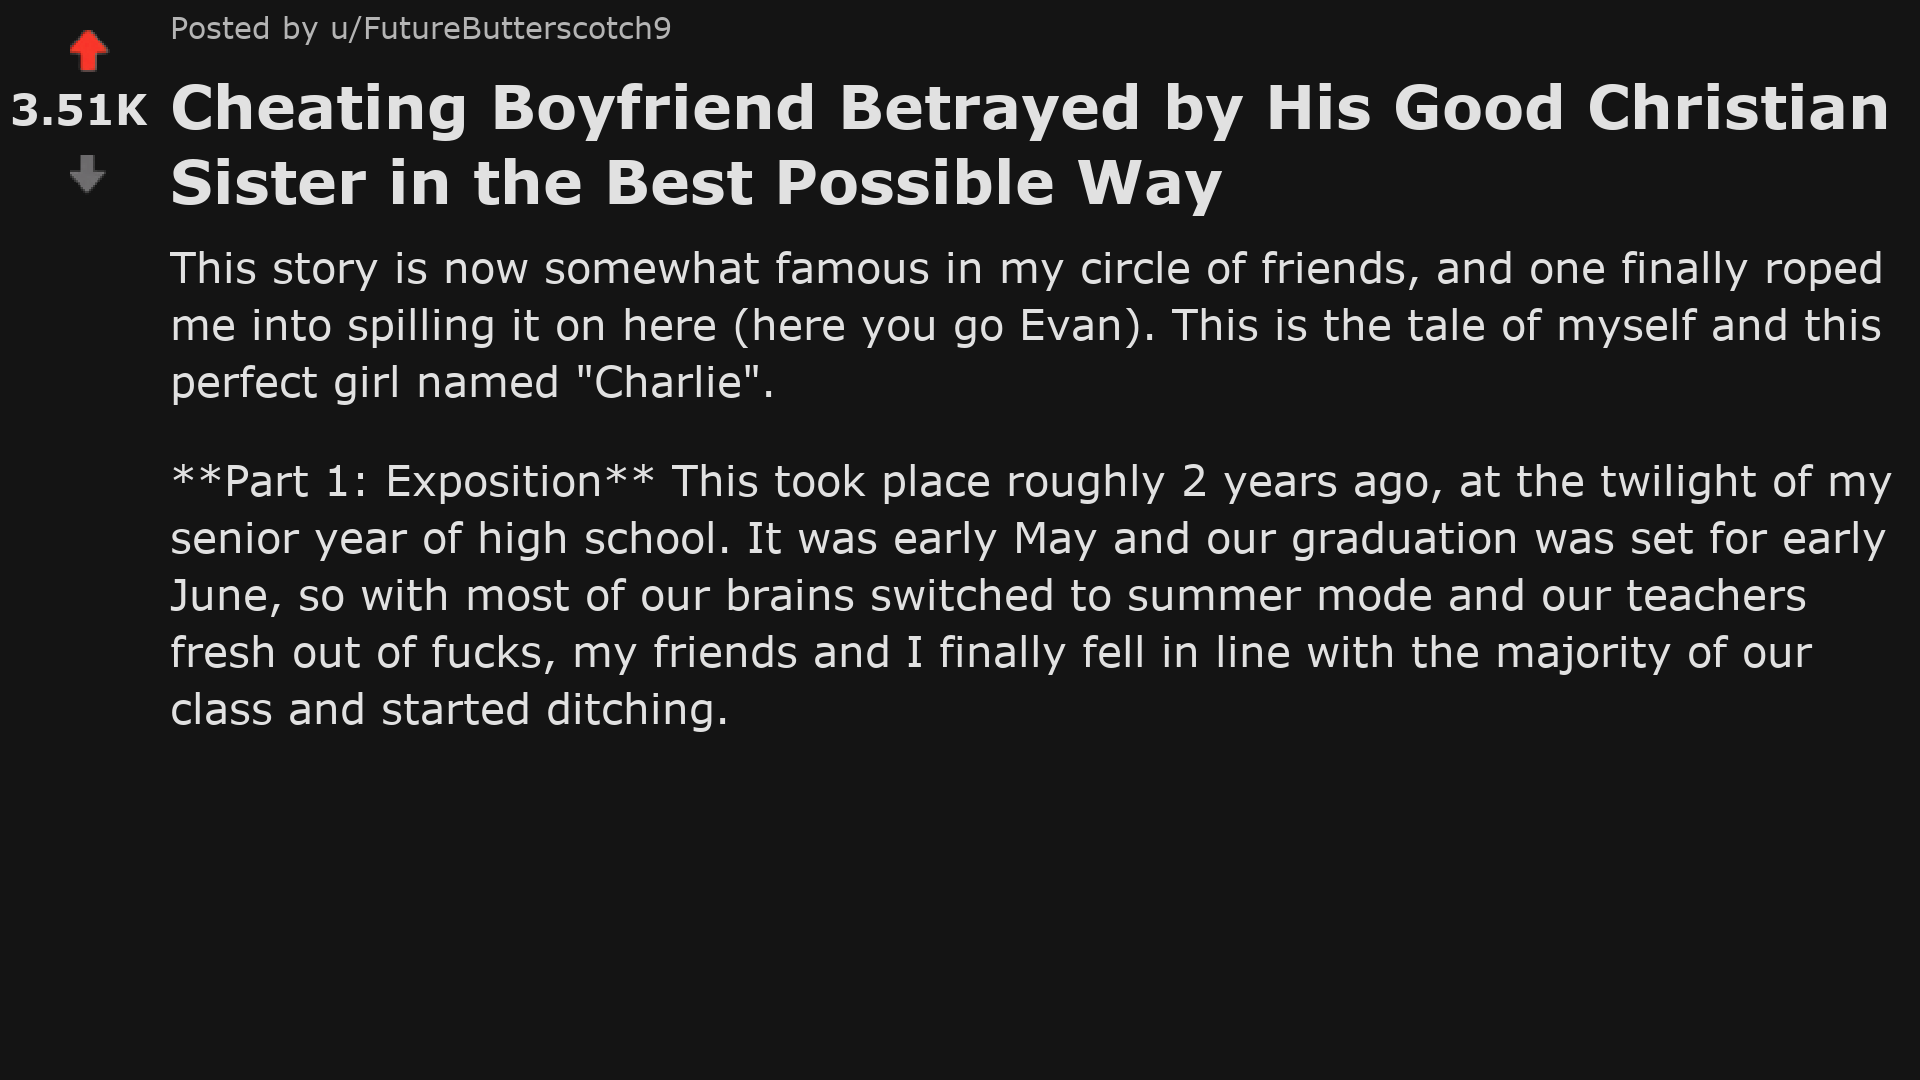 Posted by u/FutureButterscotch9
3.51K
Cheating Boyfriend Betrayed by His Good Christian
Sister in the Best Possible Way
This story is now somewhat famous in my circle of friends, and one finally roped
me into spilling it on here (here you go Evan). This is the tale of myself and this
perfect girl named "Charlie".
**Part 1: Exposition** This took place roughly 2 years ago, at the twilight of my
senior year of high school. It was early May and our graduation was set for early
June, so with most of our brains switched to summer mode and our teachers
fresh out of fucks, my friends and I finally fell in line with the majority of our
class and started ditching.